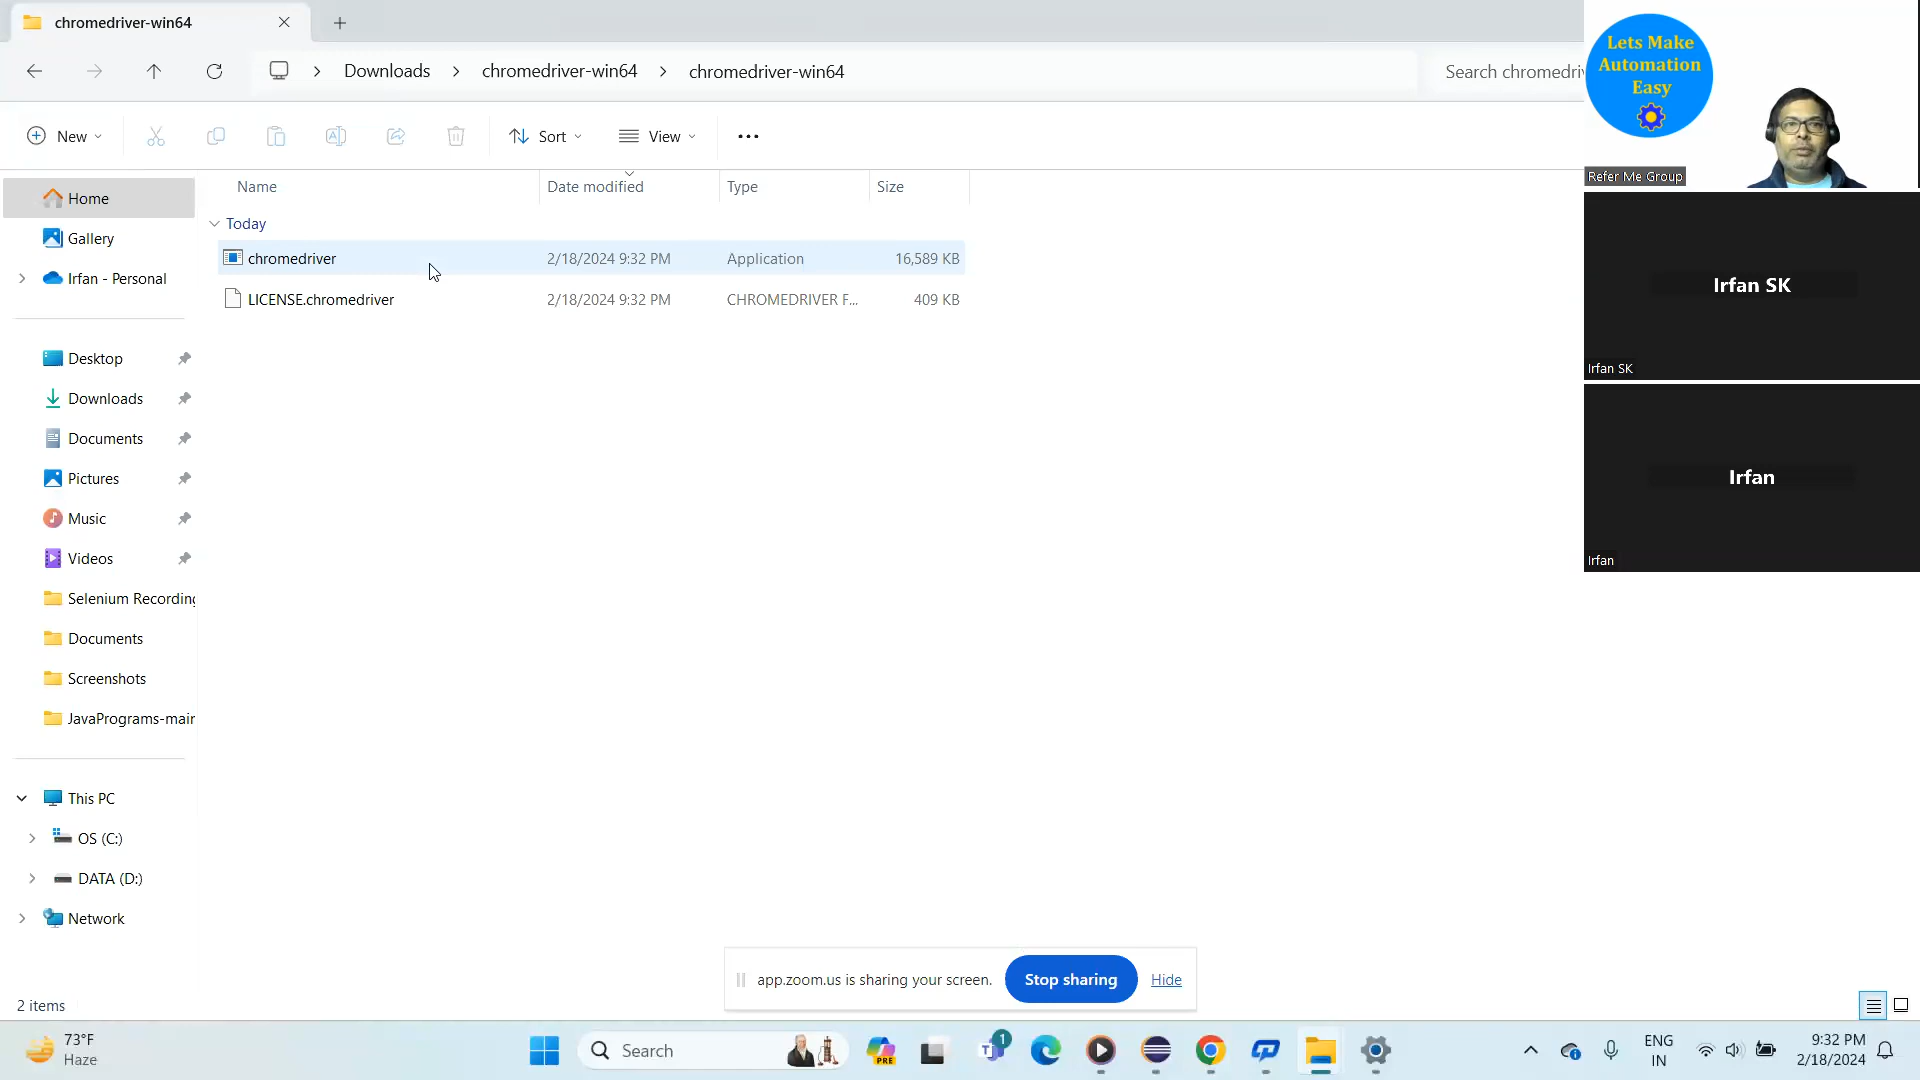 chromedriver-win64
Downloads
chromedriver-win64
chromedriver-win64
Search chromedri
New
Sort
View
Lets Make
Automation
Easy
Refer Me Group
Irfan SK
Irfan SK
Irfan
Irfan
Home
Gallery
Irfan - Personal
Desktop
Downloads
Documents
Pictures
Music
Videos
Selenium Recording
Documents
Screenshots
JavaPrograms-main
This PC
OS (C:)
DATA (D:)
Network
Name Date modified Type Size
Today
chromedriver 2/18/2024 9:32 PM Application 16,589 KB
LICENSE.chromedriver 2/18/2024 9:32 PM CHROMEDRIVER F... 409 KB
app.zoom.us is sharing your screen. Stop sharing Hide
2 items
73°F
Haze
Search
PRE
1
ENG
IN
9:32 PM
2/18/2024